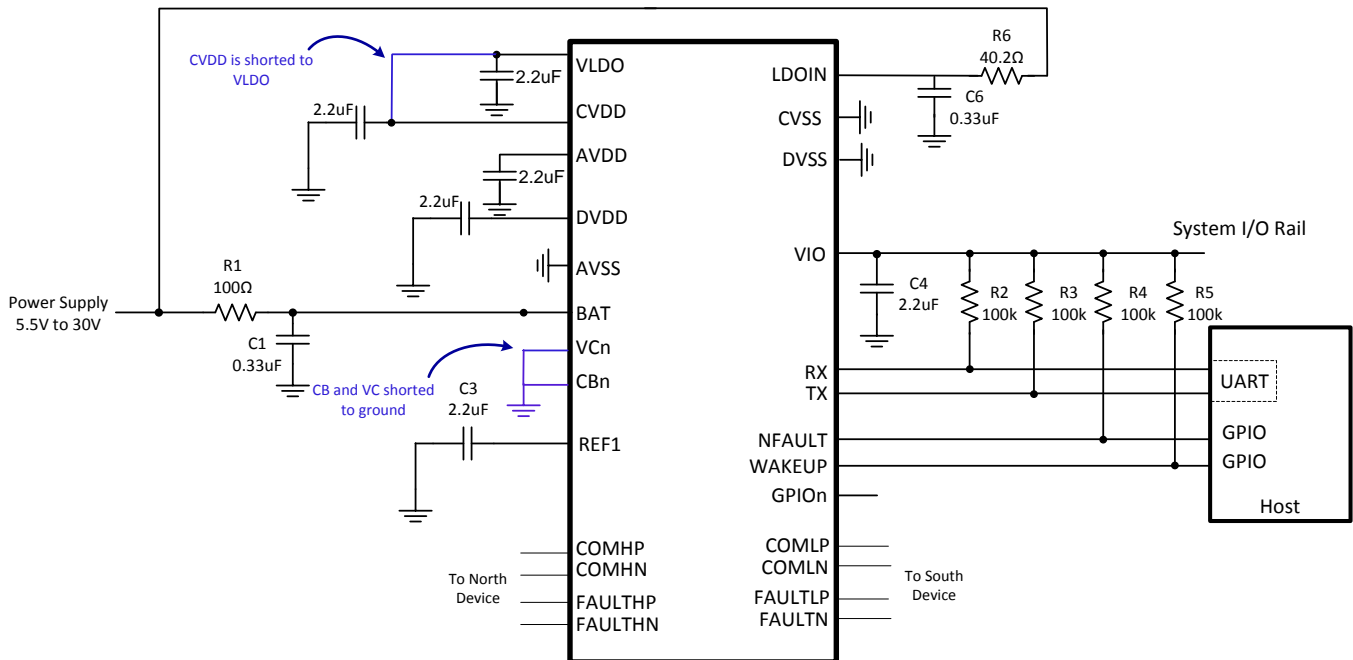 CVDD is shorted to
VLDO
2.2uF
VLDO
2.2uF
CVDD
AVDD
2.2uF
2.2uF
DVDD
AVSS
R1
100Ω
Power Supply
5.5V to 30V
BAT
C1
0.33uF
VCn
CBn
CB and VC shorted
to ground
C3
2.2uF
REF1
COMHP
COMHN
To North
Device
FAULTHP
FAULTHN
R6
40.2Ω
LDOIN
C6
0.33uF
CVSS
DVSS
System I/O Rail
VIO
C4
2.2uF
R2
100k
R3
100k
R4
100k
R5
100k
RX
TX
UART
NFAULT
GPIO
WAKEUP
GPIO
GPIOn
Host
COMLP
COMLN
To South
Device
FAULTLP
FAULTN